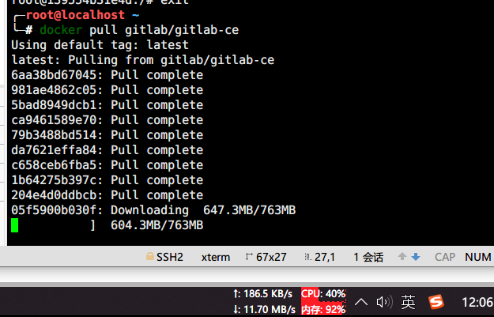 root@139554b31e4d:/# exit
┌─root@localhost ~
└─# docker pull gitlab/gitlab-ce
Using default tag: latest
latest: Pulling from gitlab/gitlab-ce
6aa38bd67045: Pull complete
981ae4862c05: Pull complete
5bad8949dcb1: Pull complete
ca9461589e70: Pull complete
79b3488bd514: Pull complete
da7621effa84: Pull complete
c658ceb6fba5: Pull complete
1b64275b397c: Pull complete
204e4d0ddbcb: Pull complete
05f5900b030f: Downloading 647.3MB/763MB
] 604.3MB/763MB
SSH2 xterm 67x27 27,1 1 会话 CAP NUM
↑: 186.5 KB/s CPU: 40%
↓: 11.70 MB/s 内存: 92%
英 S 12:06